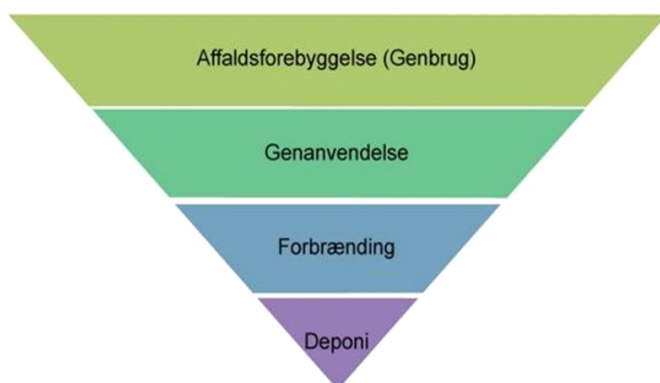 Affaldsforebyggelse (Genbrug)
Genanvendelse
Forbrænding
Deponi